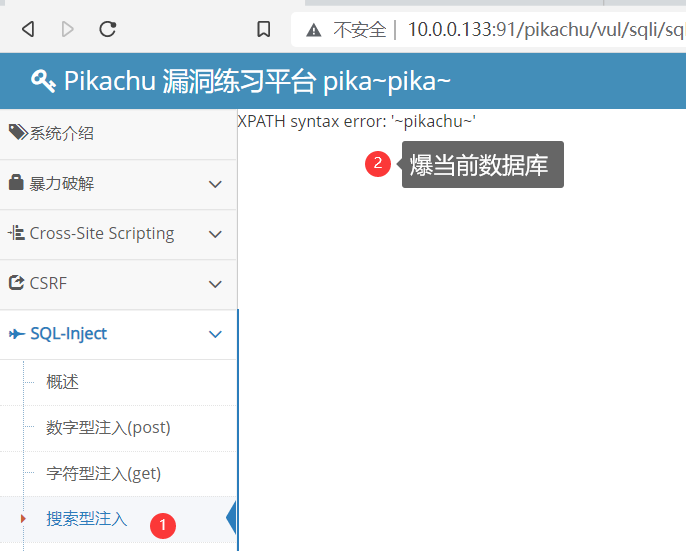 不安全 10.0.0.133:91/pikachu/vul/sqli/sql
Pikachu 漏洞练习平台 pika~pika~
系统介绍
XPATH syntax error: '~pikachu~'
2 爆当前数据库
暴力破解
Cross-Site Scripting
CSRF
SQL-Inject
概述
数字型注入(post)
字符型注入(get)
搜索型注入 1